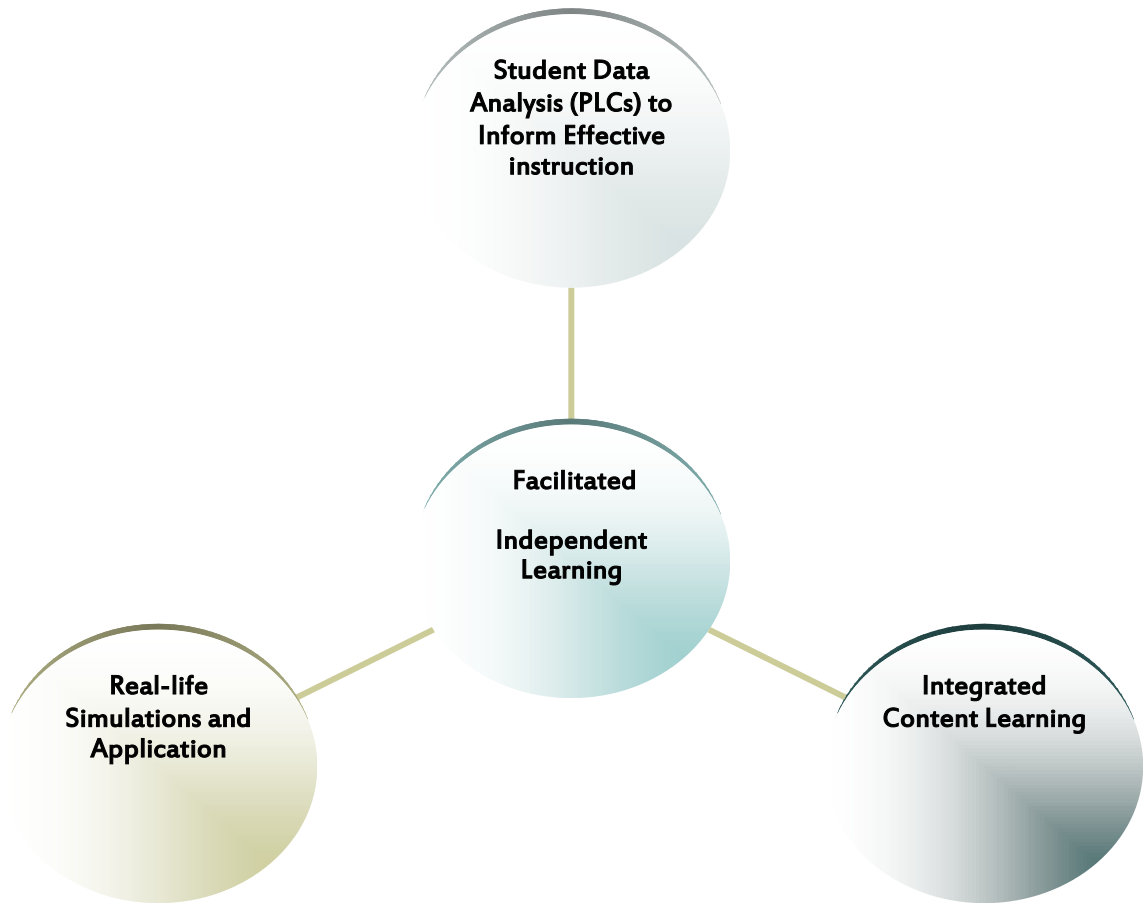 Student Data
Analysis (PLCs) to
Inform Effective
instruction
Facilitated
Independent
Learning
Real-life
Simulations and
Application
Integrated
Content Learning